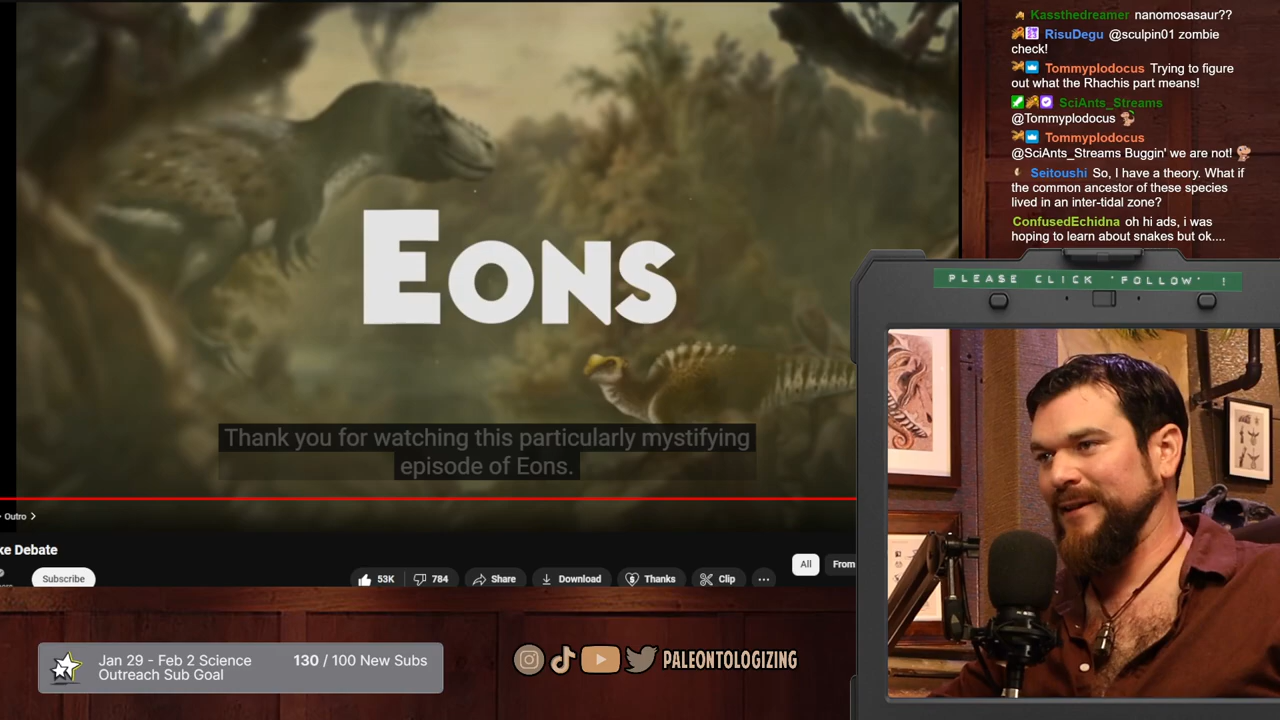 Eons
Thank you for watching this particularly mystifying
episode of Eons.
Outro
ke Debate
Subscribe
53K
784
Share
Download
Thanks
Clip
All
From
Kassthedreamer nanomosasaur??
RisuDegu @sculpin01 zombie
check!
Tommyplodocus Trying to figure
out what the Rhachis part means!
SciAnts_Streams
@Tommyplodocus
Tommyplodocus
@SciAnts_Streams Buggin' we are not!
Seitoushi So, I have a theory. What if
the common ancestor of these species
lived in an inter-tidal zone?
ConfusedEchidna oh hi ads, i was
hoping to learn about snakes but ok....
PLEASE CLICK 'FOLLOW' !
Jan 29 - Feb 2 Science
Outreach Sub Goal
130 / 100 New Subs
PALEONTOLOGIZING